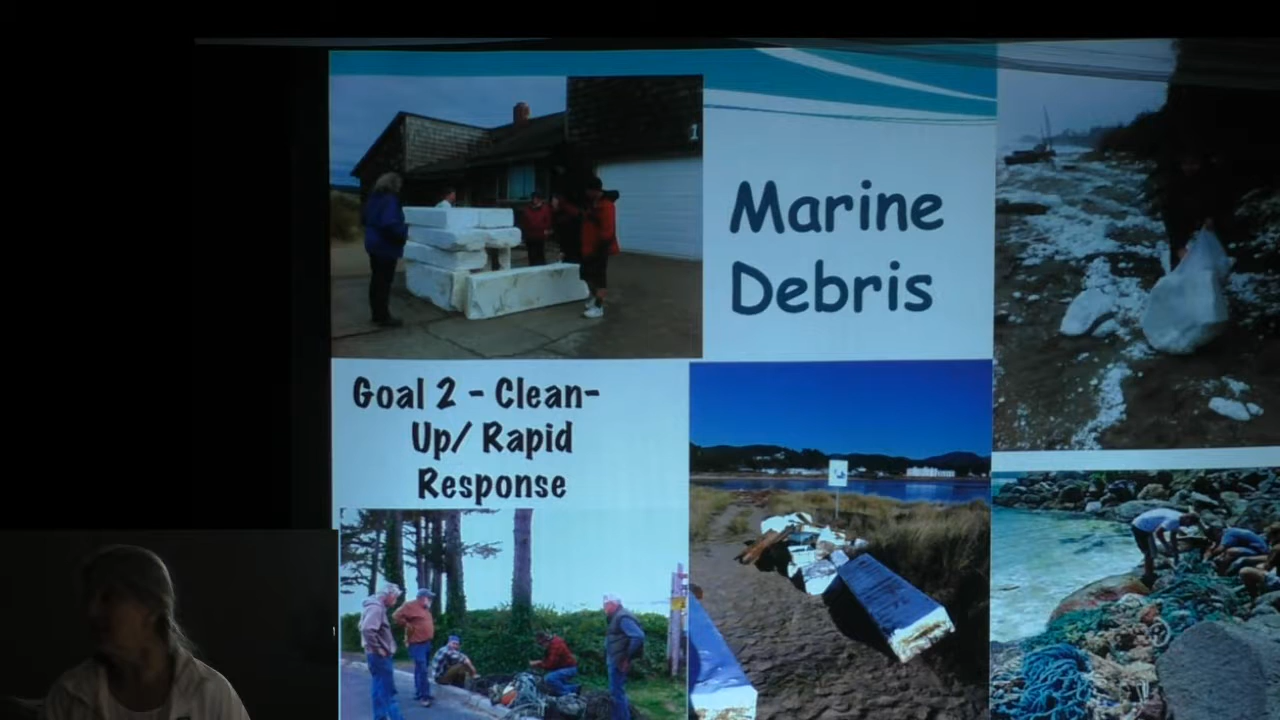 Marine
Debris
Goal 2 - Clean-
Up/ Rapid
Response